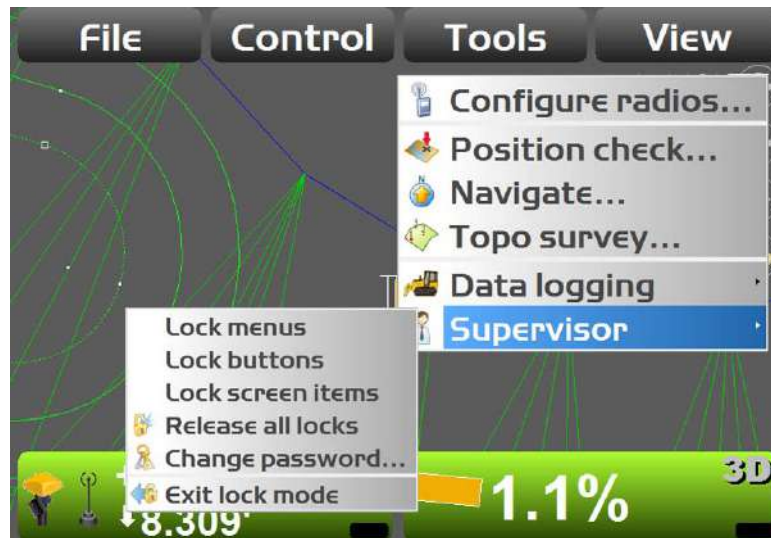 File Control Tools View
Configure radios...
Position check...
Navigate...
Topo survey...
Data logging
Supervisor
Lock menus
Lock buttons
Lock screen items
Release all locks
Change password...
Exit lock mode
8.309'
1.1%
3D